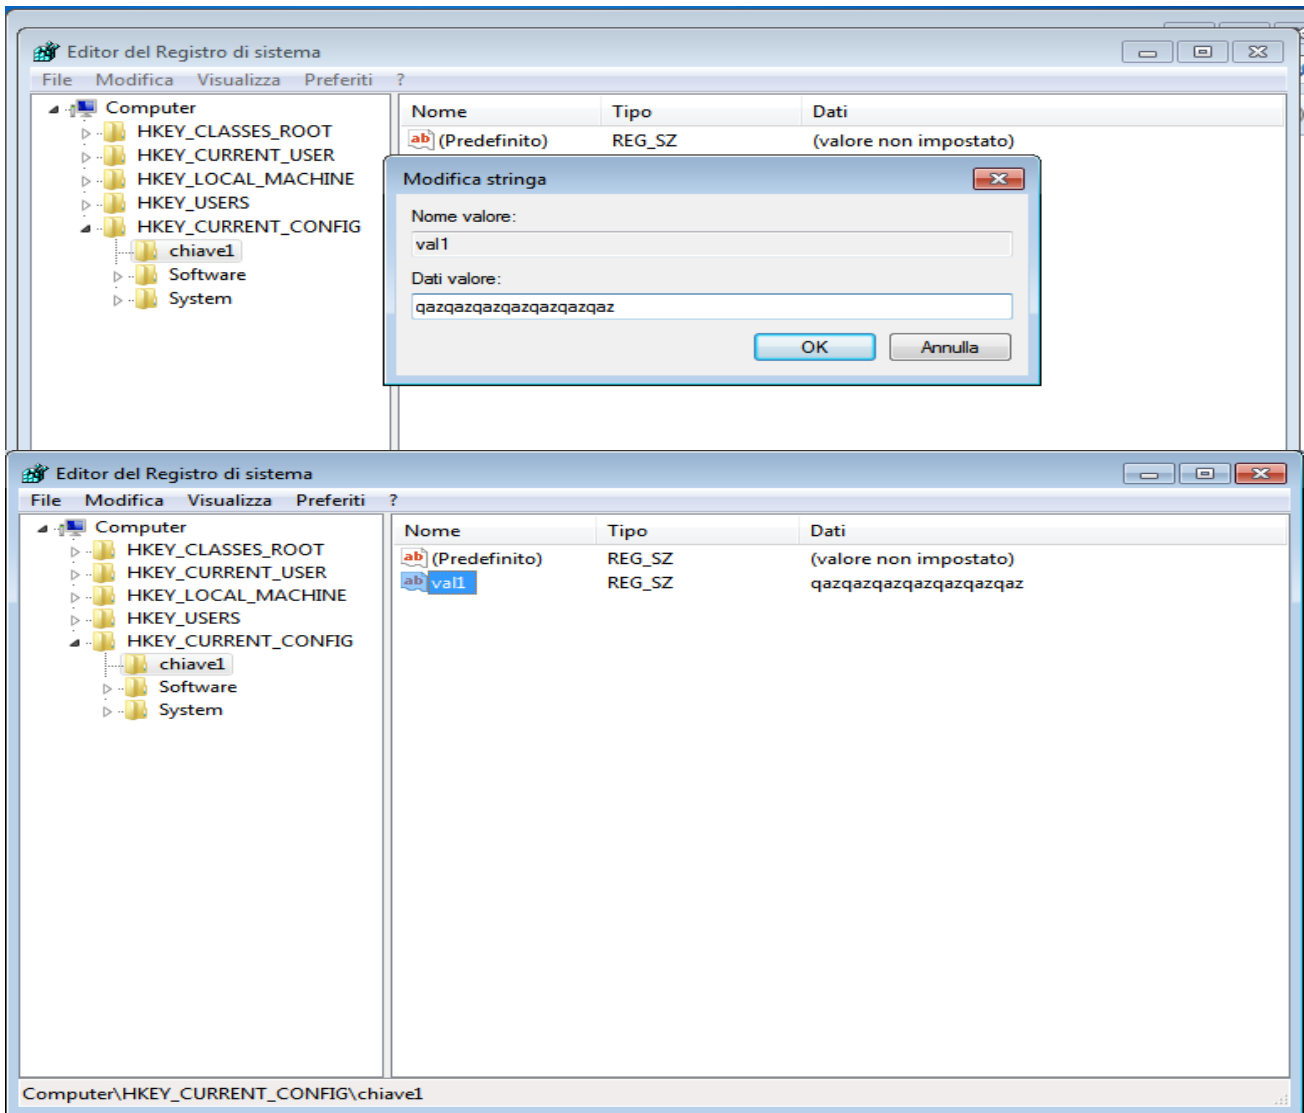 Editor del Registro di sistema
File Modifica Visualizza Preferiti ?
Computer
HKEY_CLASSES_ROOT
HKEY_CURRENT_USER
HKEY_LOCAL_MACHINE
HKEY_USERS
HKEY_CURRENT_CONFIG
chiave1
Software
System
Nome Tipo Dati
ab (Predefinito) REG_SZ (valore non impostato)
Modifica stringa
Nome valore:
val1
Dati valore:
qazqazqazqazqazqazqaz
OK Annulla
Editor del Registro di sistema
File Modifica Visualizza Preferiti ?
Computer
HKEY_CLASSES_ROOT
HKEY_CURRENT_USER
HKEY_LOCAL_MACHINE
HKEY_USERS
HKEY_CURRENT_CONFIG
chiave1
Software
System
Nome Tipo Dati
ab (Predefinito) REG_SZ (valore non impostato)
ab val1 REG_SZ qazqazqazqazqazqazqaz
Computer\HKEY_CURRENT_CONFIG\chiave1